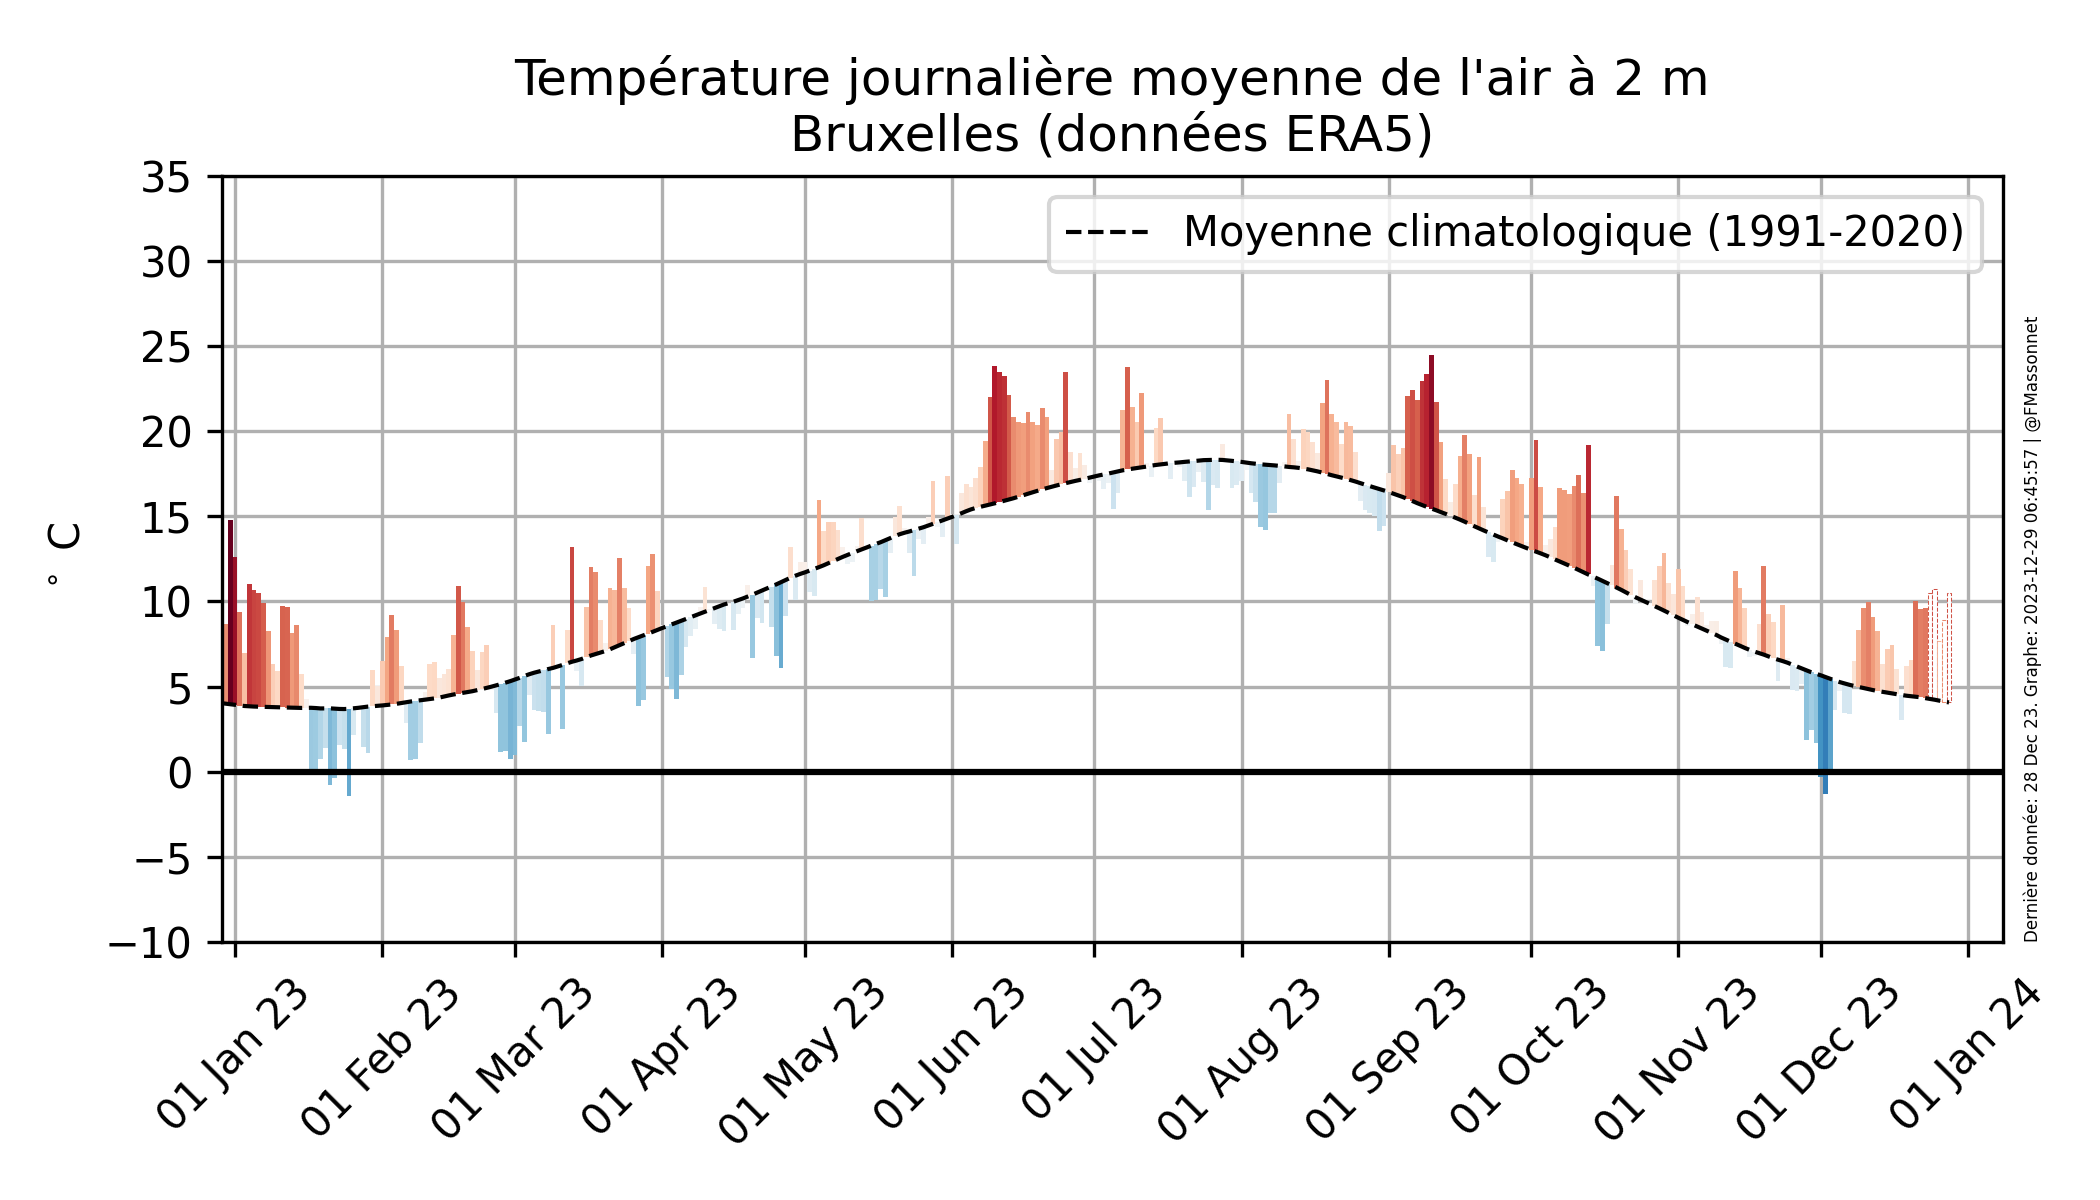 Température journalière moyenne de l'air à 2 m
Bruxelles (données ERA5)
Moyenne climatologique (1991-2020)
35
30
25
20
15
10
5
0
−5
−10
° C
01 Jan 23
01 Feb 23
01 Mar 23
01 Apr 23
01 May 23
01 Jun 23
01 Jul 23
01 Aug 23
01 Sep 23
01 Oct 23
01 Nov 23
01 Dec 23
01 Jan 24
Dernière donnée: 28 Dec 23. Graphe: 2023-12-29 06:45:57 | @FMassonnet